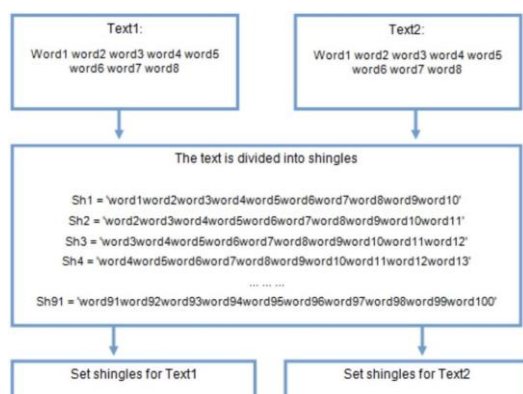 Text1:
Word1 word2 word3 word4 word5
word6 word7 word8
Text2:
Word1 word2 word3 word4 word5
word6 word7 word8
The text is divided into shingles
Sh1 = 'word1word2word3word4word5word6word7word8word9word10'
Sh2 = 'word2word3word4word5word6word7word8word9word10word11'
Sh3 = 'word3word4word5word6word7word8word9word10word11word12'
Sh4 = 'word4word5word6word7word8word9word10word11word12word13'
... ... ...
Sh91 = 'word91word92word93word94word95word96word97word98word99word100'
Set shingles for Text1
Set shingles for Text2